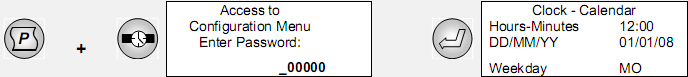 P
+
Access to
Configuration Menu
Enter Password:
_00000
Clock - Calendar
Hours-Minutes 12:00
DD/MM/YY 01/01/08
Weekday MO